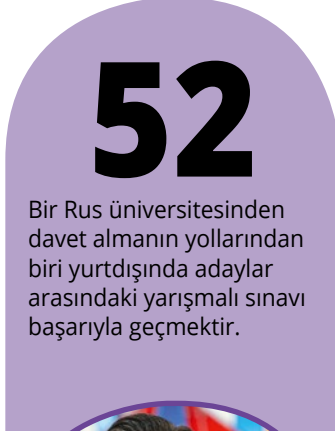 52
Bir Rus üniversitesinden
davet almanın yollarından
biri yurtdışında adaylar
arasındaki yarışmalı sınavı
başarıyla geçmektir.